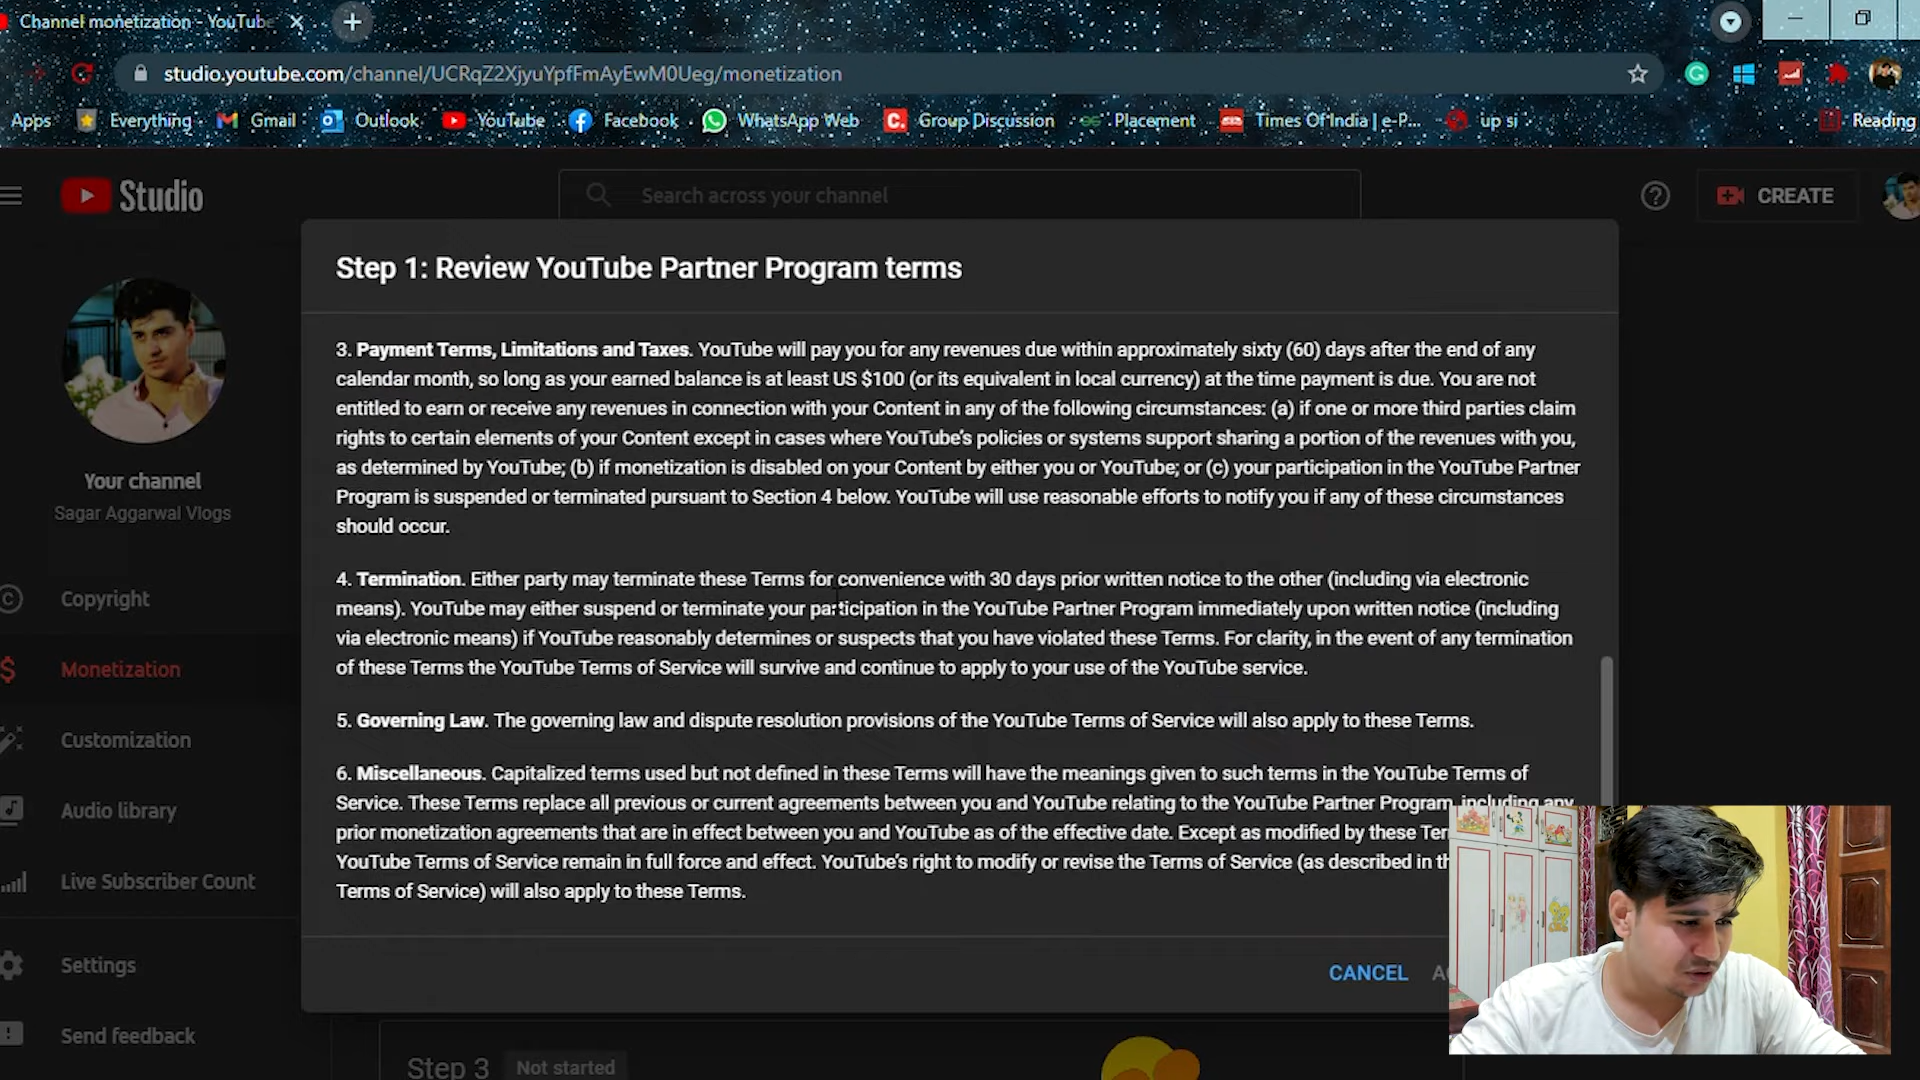 Channel monetization - YouTube
studio.youtube.com/channel/UCRqZ2XjyuYpfFmAyEwM0Ueg/monetization
Apps Everything Gmail Outlook YouTube Facebook WhatsApp Web Group Discussion Placement Times Of India | e-P... up si Reading
Studio Search across your channel CREATE
Step 1: Review YouTube Partner Program terms
3. Payment Terms, Limitations and Taxes. YouTube will pay you for any revenues due within approximately sixty (60) days after the end of any
calendar month, so long as your earned balance is at least US $100 (or its equivalent in local currency) at the time payment is due. You are not
entitled to earn or receive any revenues in connection with your Content in any of the following circumstances: (a) if one or more third parties claim
rights to certain elements of your Content except in cases where YouTube's policies or systems support sharing a portion of the revenues with you,
as determined by YouTube; (b) if monetization is disabled on your Content by either you or YouTube; or (c) your participation in the YouTube Partner
Program is suspended or terminated pursuant to Section 4 below. YouTube will use reasonable efforts to notify you if any of these circumstances
should occur.
4. Termination. Either party may terminate these Terms for convenience with 30 days prior written notice to the other (including via electronic
means). YouTube may either suspend or terminate your participation in the YouTube Partner Program immediately upon written notice (including
via electronic means) if YouTube reasonably determines or suspects that you have violated these Terms. For clarity, in the event of any termination
of these Terms the YouTube Terms of Service will survive and continue to apply to your use of the YouTube service.
5. Governing Law. The governing law and dispute resolution provisions of the YouTube Terms of Service will also apply to these Terms.
6. Miscellaneous. Capitalized terms used but not defined in these Terms will have the meanings given to such terms in the YouTube Terms of
Service. These Terms replace all previous or current agreements between you and YouTube relating to the YouTube Partner Program, including any
prior monetization agreements that are in effect between you and YouTube as of the effective date. Except as modified by these
YouTube Terms of Service remain in full force and effect. YouTube's right to modify or revise the Terms of Service (as described in
Terms of Service) will also apply to these Terms.
CANCEL
Your channel
Sagar Aggarwal Vlogs
Copyright
Monetization
Customization
Audio library
Live Subscriber Count
Settings
Send feedback
Step 3 Not started